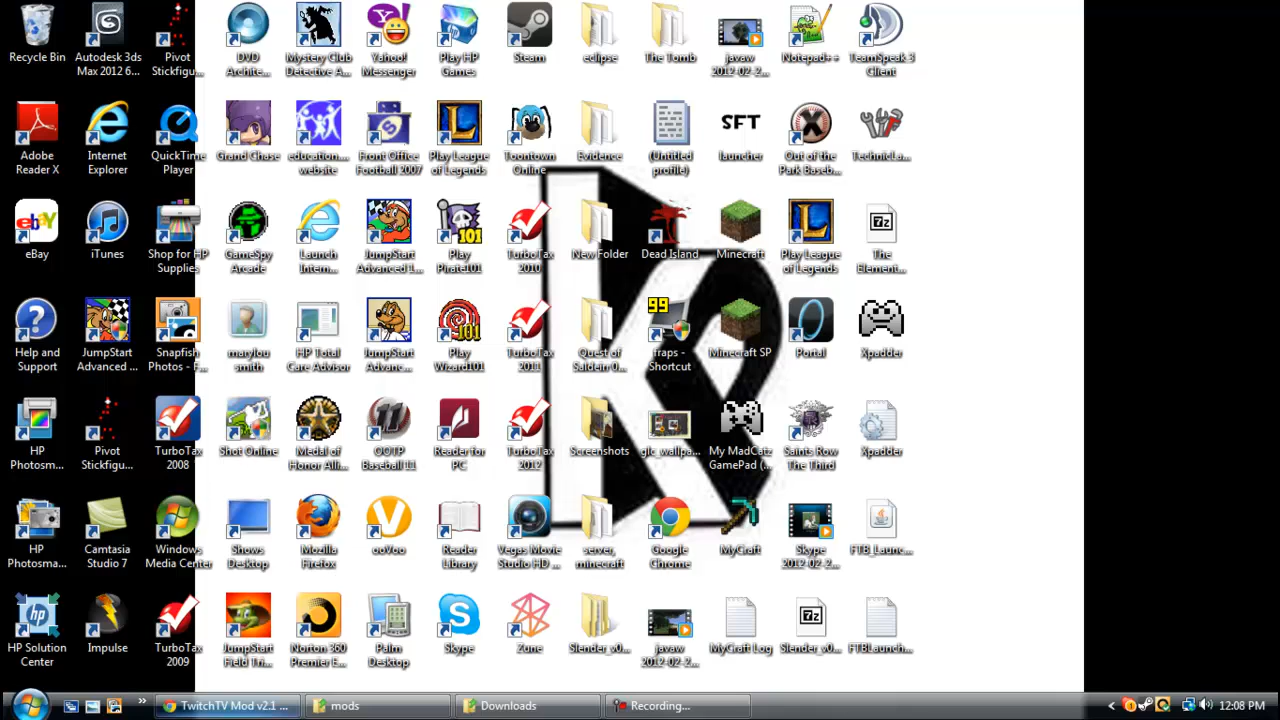 Recycle Bin
Autodesk 3ds
Max 2012 6...
Pivot
Stickfigu...
DVD
Archite...
Mystery Club
Detective A...
Yahoo!
Messenger
Play HP
Games
Steam
eclipse
The Tomb
javaw
2012-02-2...
Notepad++
TeamSpeak 3
Client
Adobe
Reader X
Internet
Explorer
QuickTime
Player
Grand Chase
education....
website
Front Office
Football 2007
Play League
of Legends
Toontown
Online
Evidence
(Untitled
profile)
SFT
launcher
Out of the
Park Baseb...
TechnicLa...
eBay
iTunes
Shop for HP
Supplies
GameSpy
Arcade
Launch
Intern...
JumpStart
Advanced 1...
Play
Pirate101
TurboTax
2010
New Folder
Dead Island
Minecraft
Play League
of Legends
7z
The
Element...
Help and
Support
JumpStart
Advanced ...
Snapfish
Photos - F...
marylou
smith
HP Total
Care Advisor
JumpStart
Advanc...
Play
Wizard101
TurboTax
2011
Quest of
Saldeim 0...
99
fraps -
Shortcut
Minecraft SP
Portal
Xpadder
HP
Photosm...
Pivot
Stickfigu...
TurboTax
2008
Shot Online
Medal of
Honor Alli...
OOTP
Baseball 11
Reader for
PC
TurboTax
2012
Screenshots
glc_wallpa...
My MadCatz
GamePad (...
Saints Row
The Third
Xpadder
HP
Photosma...
Camtasia
Studio 7
Windows
Media Center
Shows
Desktop
Mozilla
Firefox
ooVoo
Reader
Library
Vegas Movie
Studio HD ...
server,
minecraft
Google
Chrome
MyCraft
Skype
2012-02-2...
FTB_Launc...
HP Solution
Center
Impulse
TurboTax
2009
JumpStart
Field Tri...
Norton 360
Premier E...
Palm
Desktop
Skype
Zune
Slender_v0...
javaw
2012-02-2...
MyCraft Log
7z
Slender_v0...
FTBLaunch...
TwitchTV Mod v2.1 ...
mods
Downloads
Recording...
12:08 PM